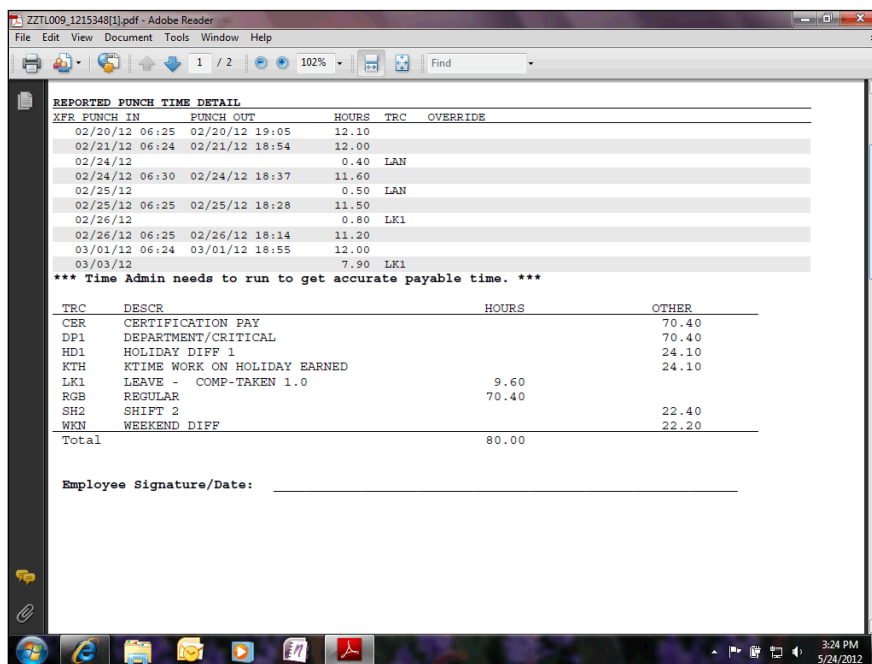 ZZTL009_1215348[1].pdf - Adobe Reader
File Edit View Document Tools Window Help
1 / 2 102% Find
REPORTED PUNCH TIME DETAIL
XFR PUNCH IN PUNCH OUT HOURS TRC OVERRIDE
02/20/12 06:25 02/20/12 19:05 12.10
02/21/12 06:24 02/21/12 18:54 12.00
02/24/12 0.40 LAN
02/24/12 06:30 02/24/12 18:37 11.60
02/25/12 0.50 LAN
02/25/12 06:25 02/25/12 18:28 11.50
02/26/12 0.80 LK1
02/26/12 06:25 02/26/12 18:14 11.20
03/01/12 06:24 03/01/12 18:55 12.00
03/03/12 7.90 LK1
*** Time Admin needs to run to get accurate payable time. ***
TRC DESCR HOURS OTHER
CER CERTIFICATION PAY 70.40
DP1 DEPARTMENT/CRITICAL 70.40
HD1 HOLIDAY DIFF 1 24.10
KTH KTIME WORK ON HOLIDAY EARNED 24.10
LK1 LEAVE - COMP-TAKEN 1.0 9.60
RGB REGULAR 70.40
SH2 SHIFT 2 22.40
WKN WEEKEND DIFF 22.20
Total 80.00
Employee Signature/Date:
3:24 PM
5/24/2012